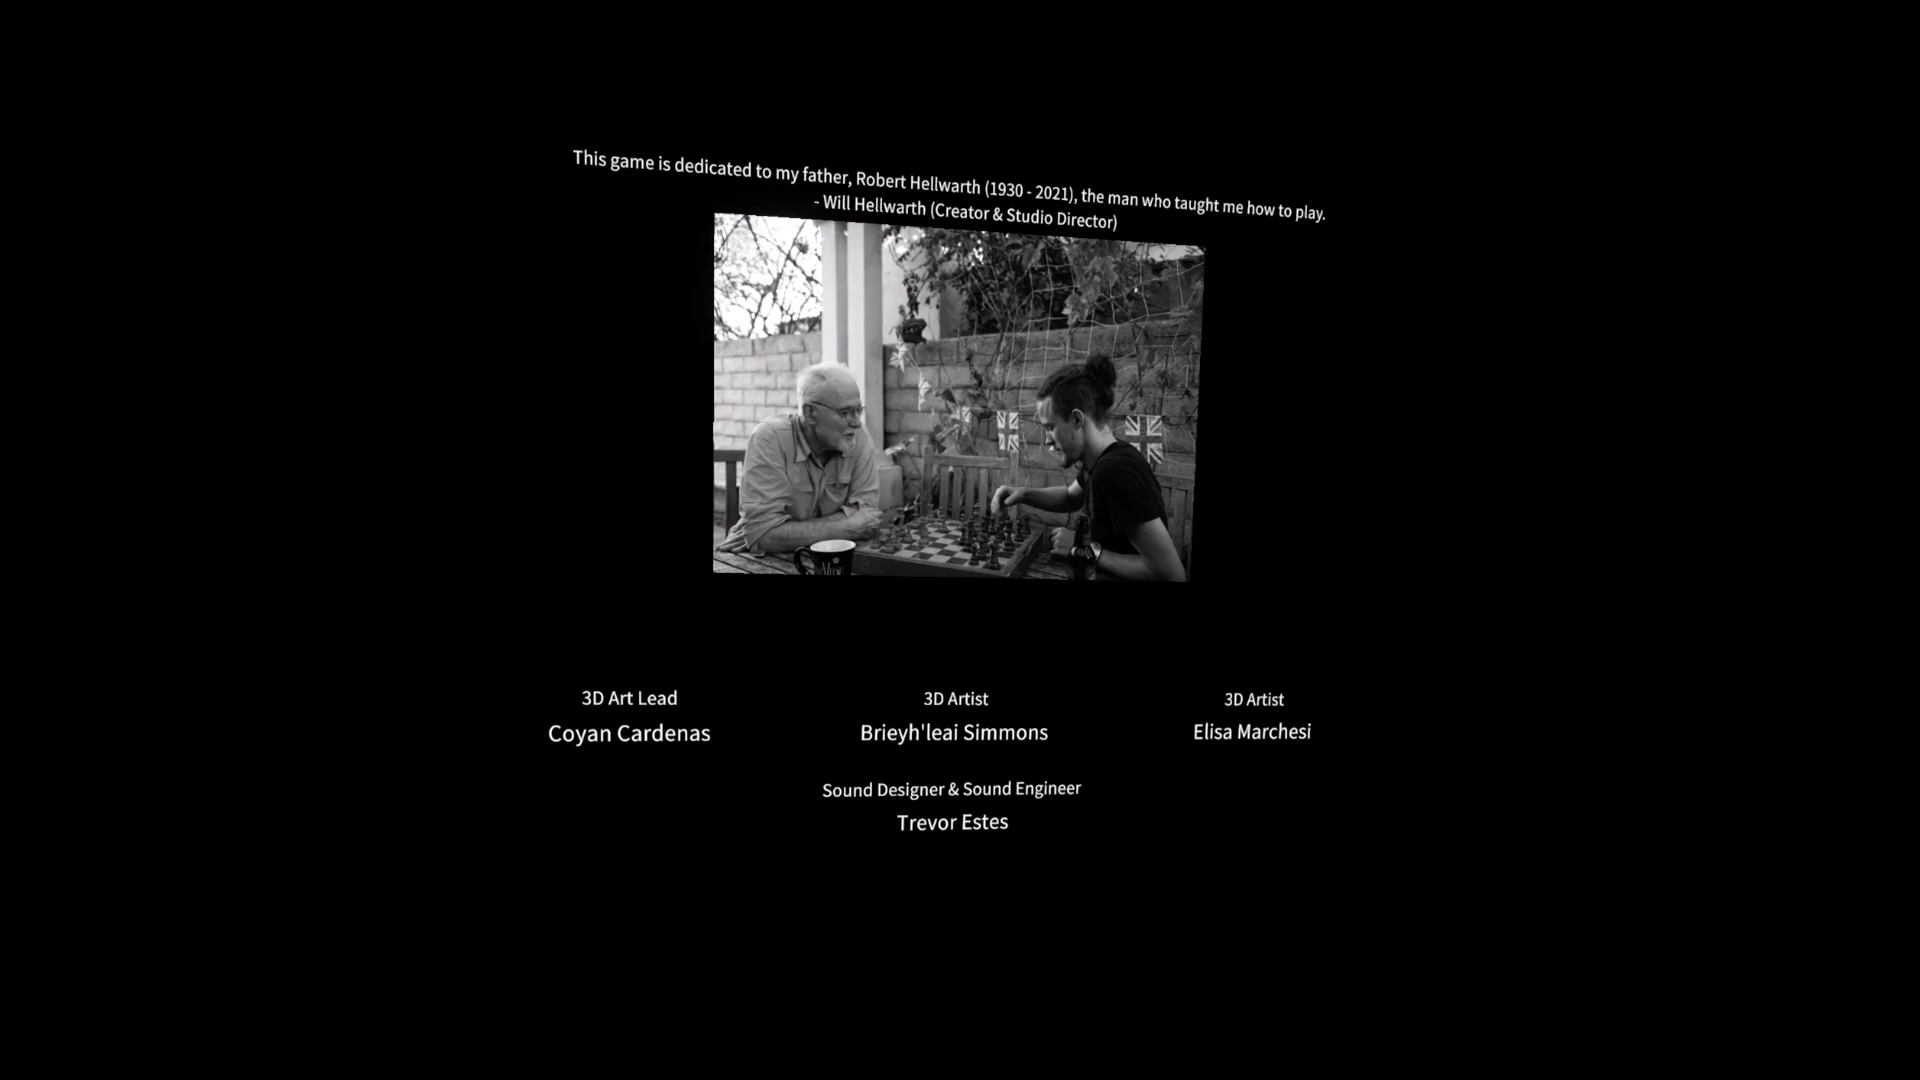 This game is dedicated to my father, Robert Hellwarth (1930 - 2021), the man who taught me how to play.
- Will Hellwarth (Creator & Studio Director)
3D Art Lead
Coyan Cardenas
3D Artist
Brieyh'leai Simmons
3D Artist
Elisa Marchesi
Sound Designer & Sound Engineer
Trevor Estes